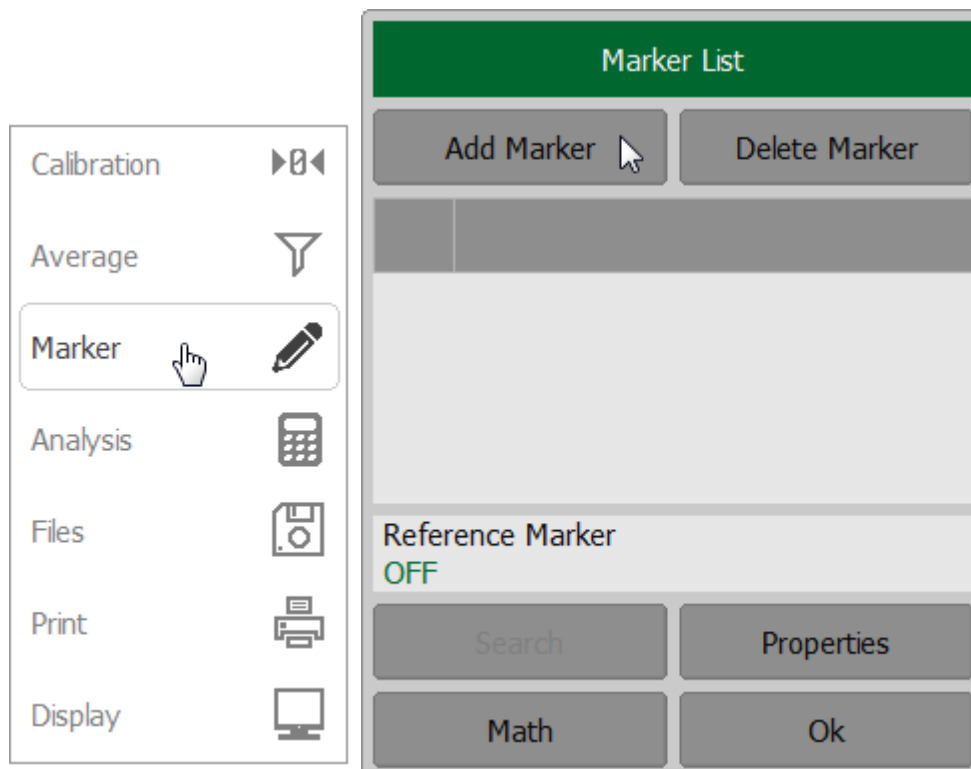 Calibration
Average
Marker
Analysis
Files
Print
Display
Marker List
Add Marker
Delete Marker
Reference Marker
OFF
Search
Properties
Math
Ok